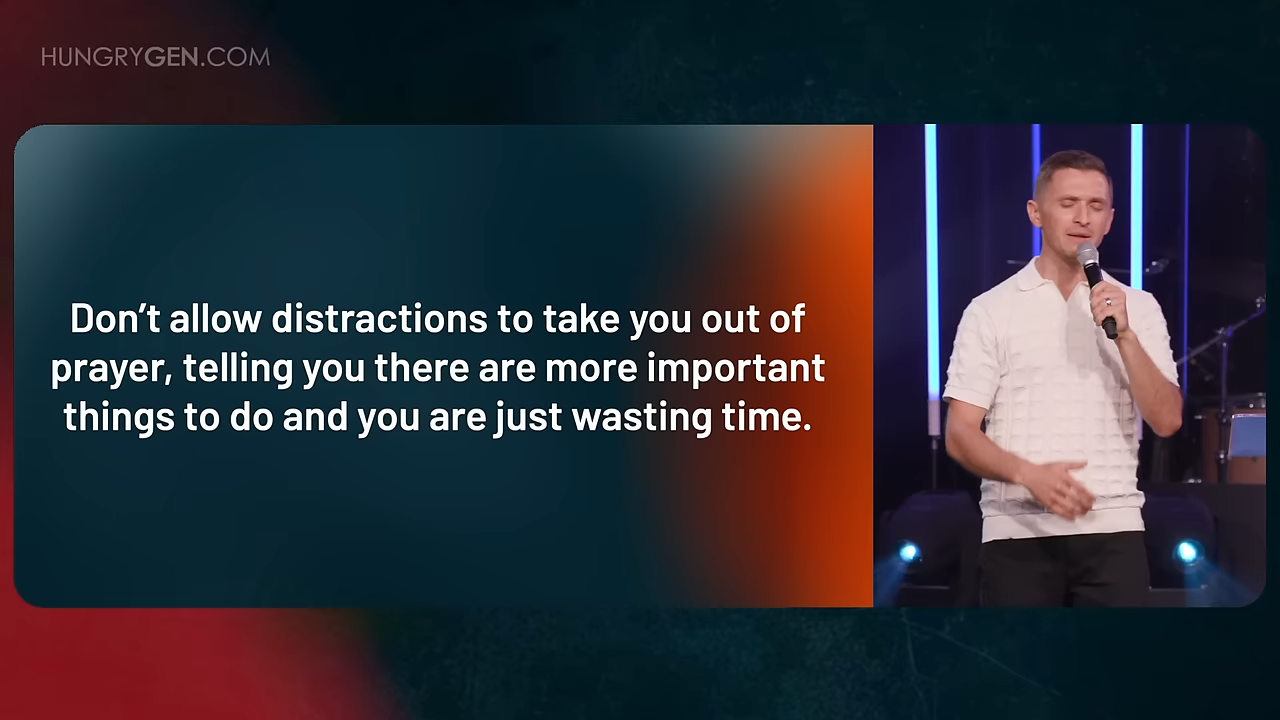 HUNGRYGEN.COM
Don’t allow distractions to take you out of
prayer, telling you there are more important
things to do and you are just wasting time.